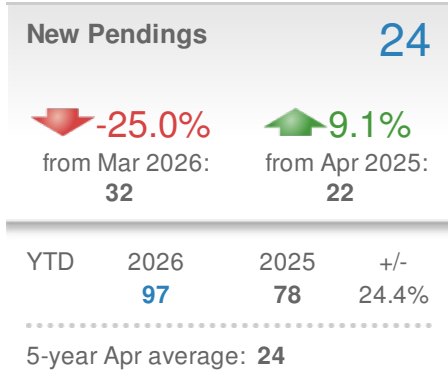 New Pendings 24
-25.0% 9.1%
from Mar 2026: from Apr 2025:
32 22
YTD 2026 2025 +/-
97 78 24.4%
5-year Apr average: 24